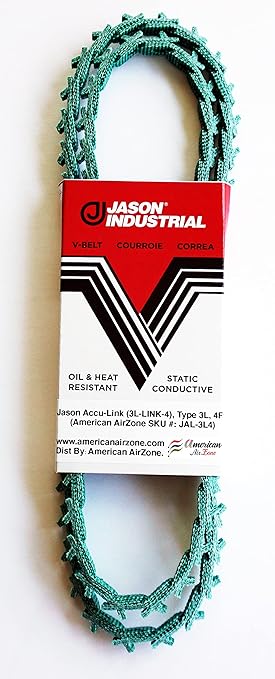 JASON®
INDUSTRIAL
V-BELT COURROIE CORREA
OIL & HEAT
RESISTANT
STATIC
CONDUCTIVE
Jason Accu-Link (3L-LINK-4), Type 3L, 4F
(American AirZone SKU #: JAL-3L4)
www.americanairzone.com
Dist By: American AirZone.
American
Air Zone